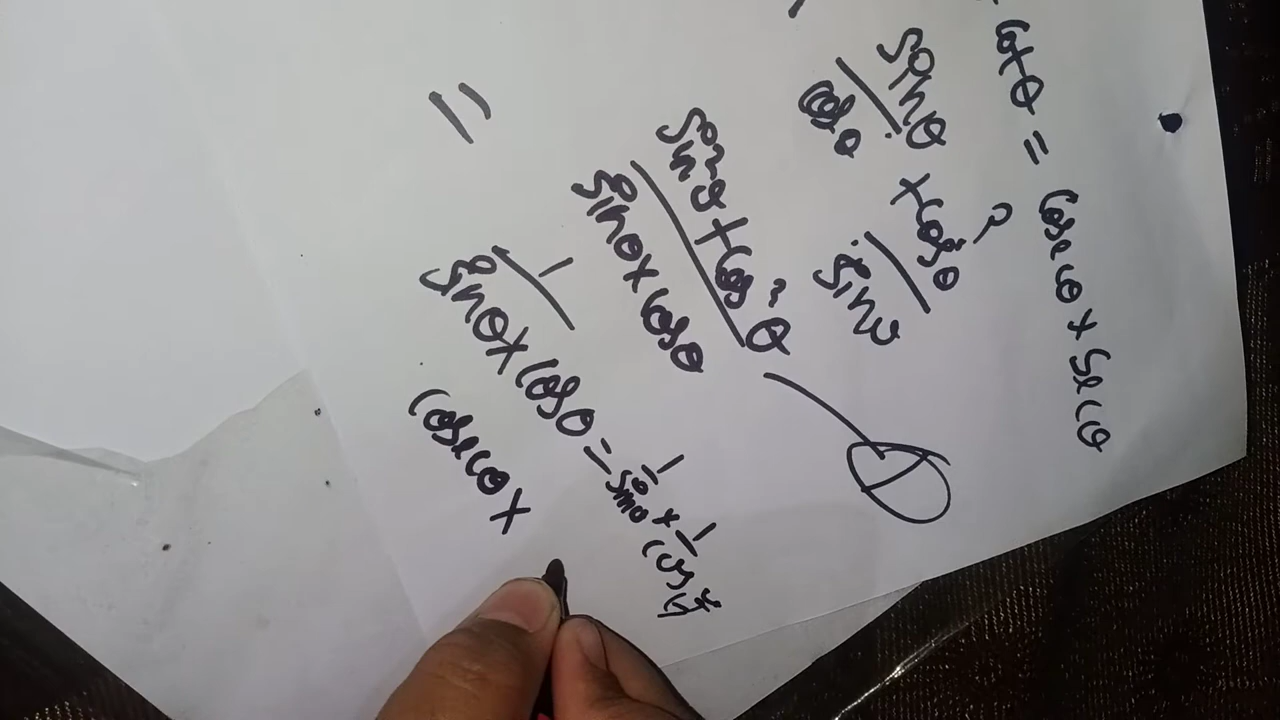 cotθ = Cosecθ × Secθ
sinθ/cosθ + cosθ/sinθ
sin²θ + cos²θ / sinθ × cosθ
1
= 1 / sinθ × cosθ = 1/sinθ × 1/cosθ
Cosecθ ×